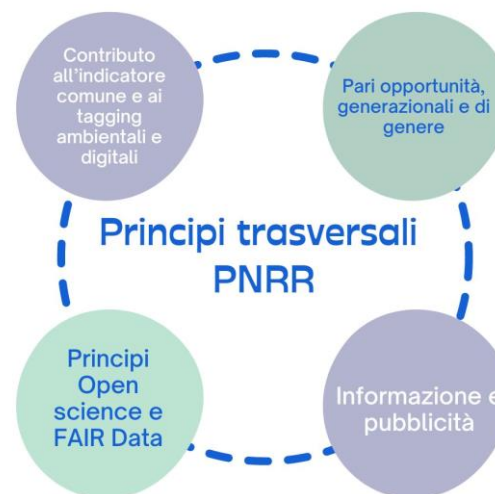 Contributo
all'indicatore
comune e ai
tagging
ambientali e
digitali
Pari opportunità,
generazionali e di
genere
Principi trasversali
PNRR
Principi
Open
science e
FAIR Data
Informazione e
pubblicità